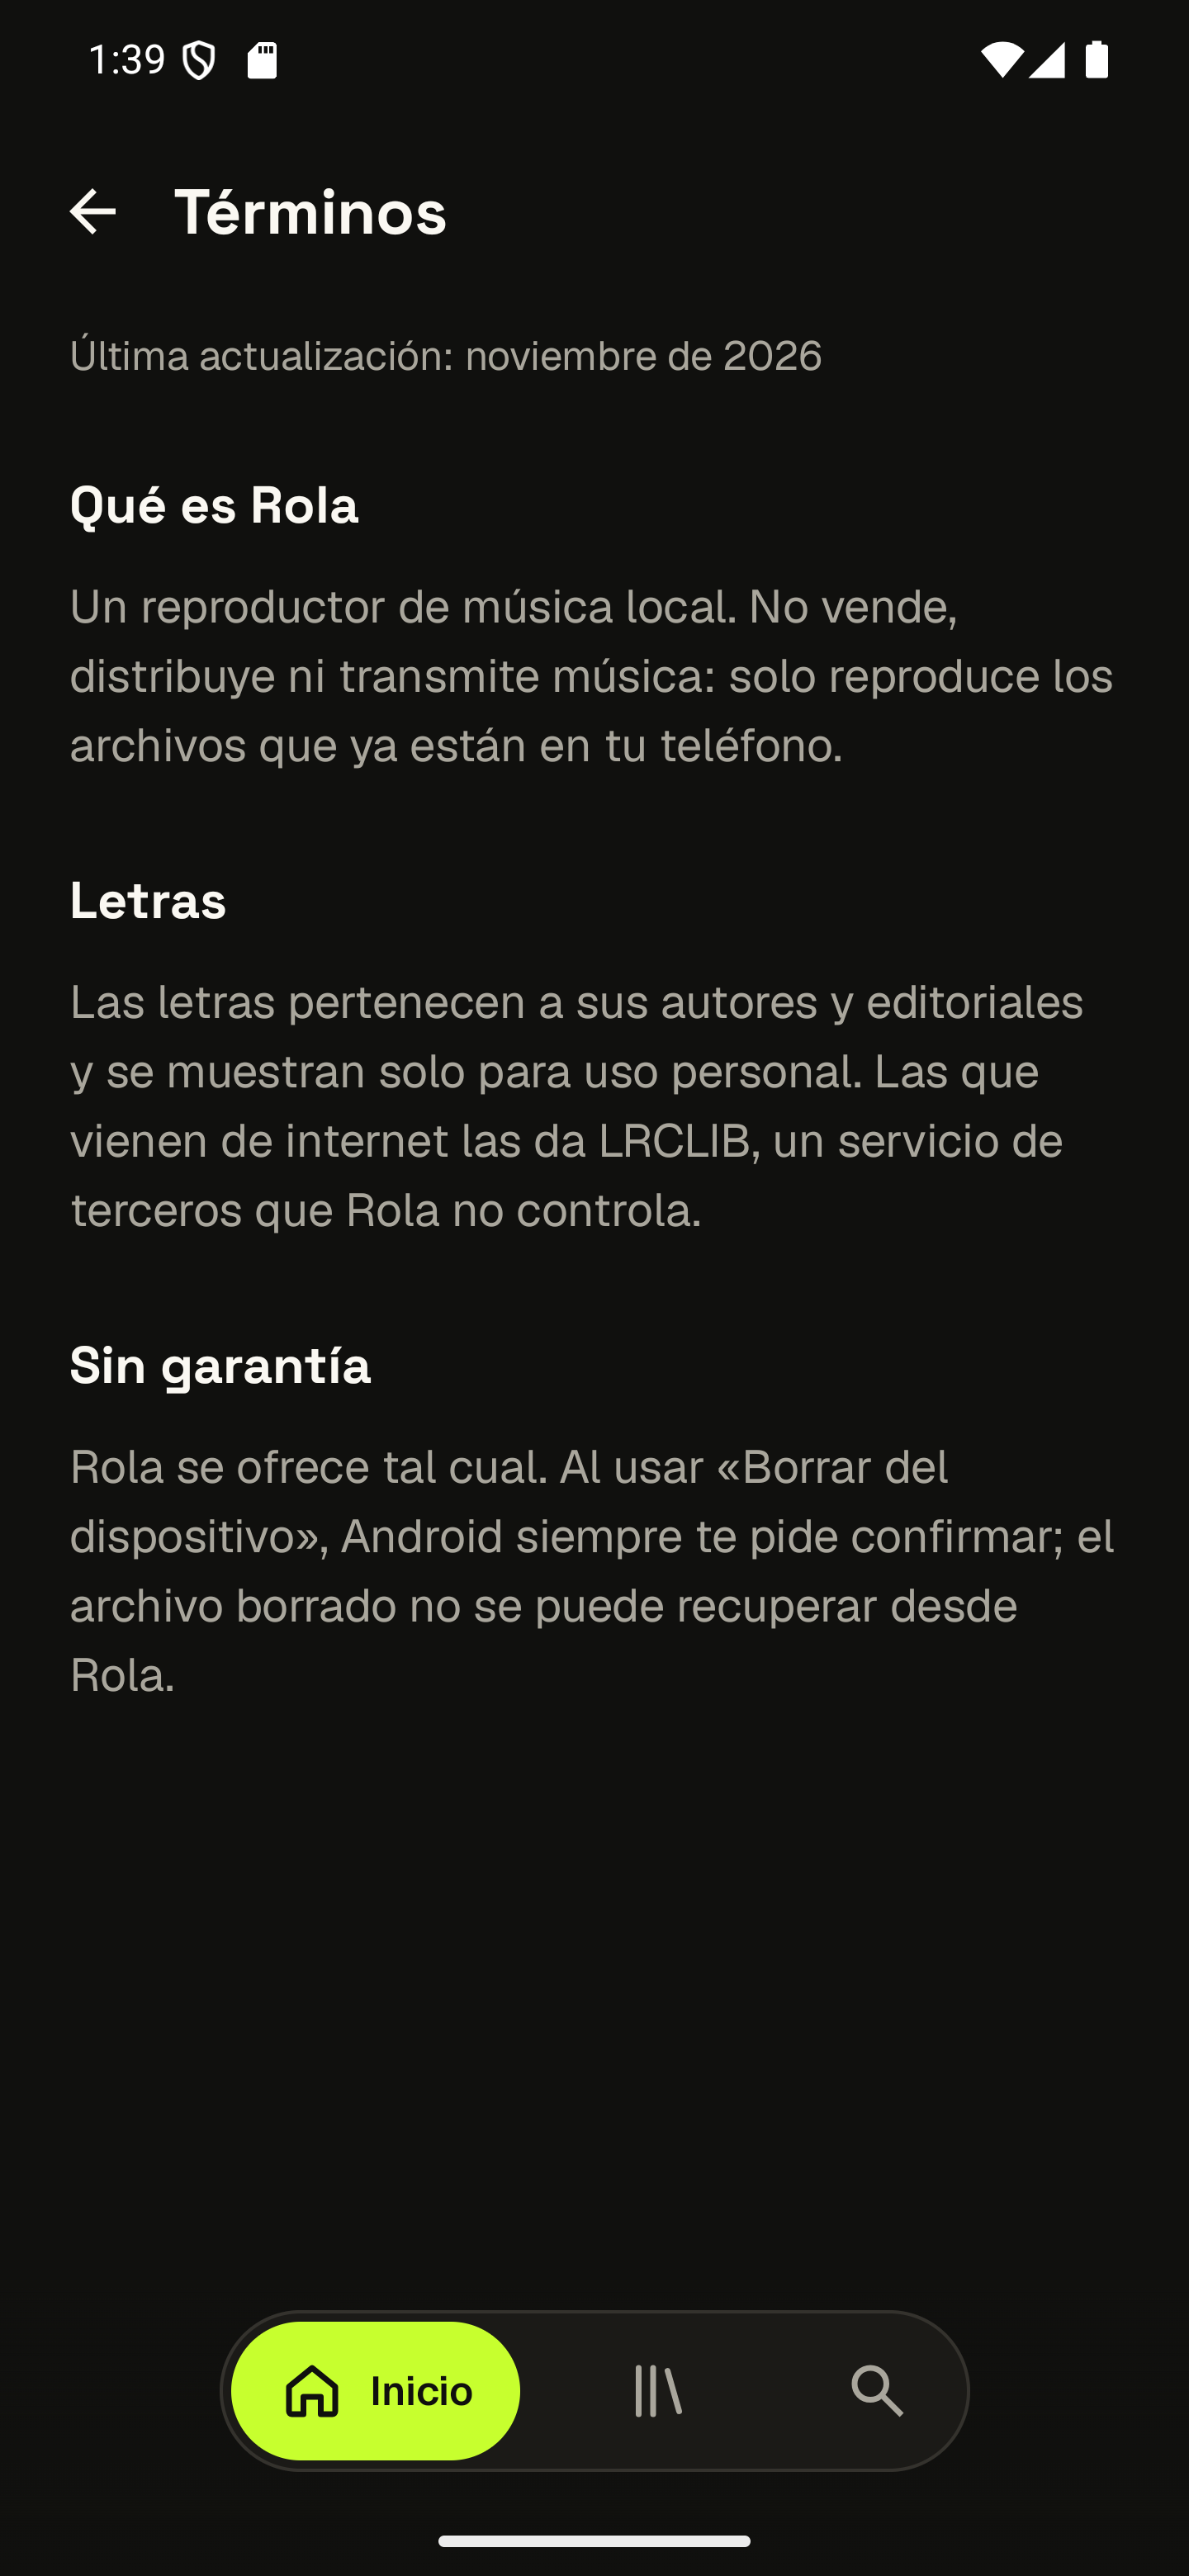 1:39
Términos
Última actualización: noviembre de 2026
Qué es Rola
Un reproductor de música local. No vende,
distribuye ni transmite música: solo reproduce los
archivos que ya están en tu teléfono.
Letras
Las letras pertenecen a sus autores y editoriales
y se muestran solo para uso personal. Las que
vienen de internet las da LRCLIB, un servicio de
terceros que Rola no controla.
Sin garantía
Rola se ofrece tal cual. Al usar «Borrar del
dispositivo», Android siempre te pide confirmar; el
archivo borrado no se puede recuperar desde
Rola.
Inicio